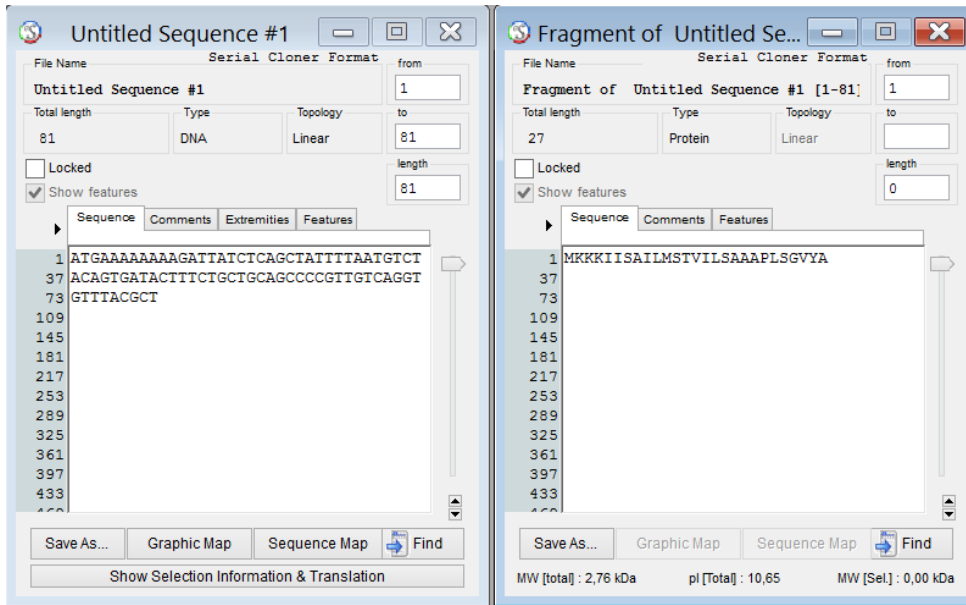 Untitled Sequence #1
File Name
Serial Cloner Format
from
Untitled Sequence #1
1
Total length
Type
Topology
to
81
DNA
Linear
81
Locked
length
Show features
81
Sequence
Comments
Extremities
Features
1 ATGAAAAAAAAGATTATCTCAGCTATTTTAATGTCT
37 ACAGTGATACTTTCTGCTGCAGCCCCGTTGTCAGGT
73 GTTTACGCT
109
145
181
217
253
289
325
361
397
433
Save As...
Graphic Map
Sequence Map
Find
Show Selection Information & Translation
Fragment of Untitled Se...
File Name
Serial Cloner Format
from
Fragment of Untitled Sequence #1 [1-81]
1
Total length
Type
Topology
to
27
Protein
Linear
Locked
length
Show features
0
Sequence
Comments
Features
1 MKKKIISAILMSTVILSAAAPLSGVYA
37
73
109
145
181
217
253
289
325
361
397
433
Save As...
Graphic Map
Sequence Map
Find
MW [total] : 2,76 kDa
pI [Total] : 10,65
MW [Sel.] : 0,00 kDa